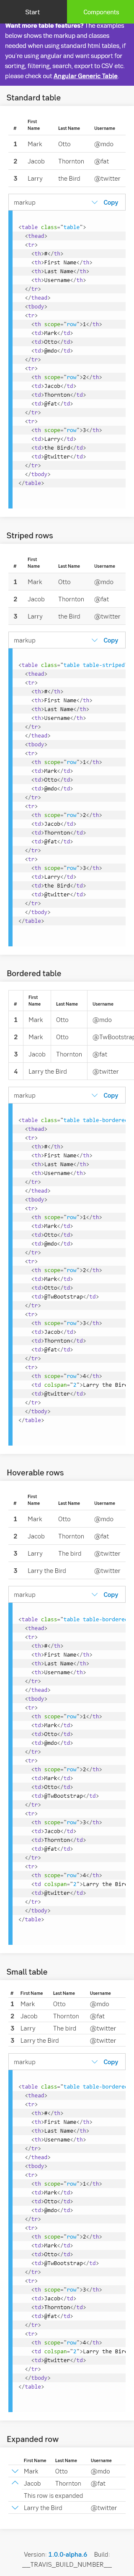 Start Components
Want more table features? The examples
below shows the markup and classes
needed when using standard html tables, if
you're using angular and want support for
sorting, filtering, search, export to CSV etc.
please check out Angular Generic Table.
Standard table
# First Name Last Name Username
1 Mark Otto @mdo
2 Jacob Thornton @fat
3 Larry the Bird @twitter
markup Copy
<table class="table">
<thead>
<tr>
<th>#</th>
<th>First Name</th>
<th>Last Name</th>
<th>Username</th>
</tr>
</thead>
<tbody>
<tr>
<th scope="row">1</th>
<td>Mark</td>
<td>Otto</td>
<td>@mdo</td>
</tr>
<tr>
<th scope="row">2</th>
<td>Jacob</td>
<td>Thornton</td>
<td>@fat</td>
</tr>
<tr>
<th scope="row">3</th>
<td>Larry</td>
<td>the Bird</td>
<td>@twitter</td>
</tr>
</tbody>
</table>
Striped rows
# First Name Last Name Username
1 Mark Otto @mdo
2 Jacob Thornton @fat
3 Larry the Bird @twitter
markup Copy
<table class="table table-striped
<thead>
<tr>
<th>#</th>
<th>First Name</th>
<th>Last Name</th>
<th>Username</th>
</tr>
</thead>
<tbody>
<tr>
<th scope="row">1</th>
<td>Mark</td>
<td>Otto</td>
<td>@mdo</td>
</tr>
<tr>
<th scope="row">2</th>
<td>Jacob</td>
<td>Thornton</td>
<td>@fat</td>
</tr>
<tr>
<th scope="row">3</th>
<td>Larry</td>
<td>the Bird</td>
<td>@twitter</td>
</tr>
</tbody>
</table>
Bordered table
# First Name Last Name Username
1 Mark Otto @mdo
2 Mark Otto @TwBootstrap
3 Jacob Thornton @fat
4 Larry the Bird @twitter
markup Copy
<table class="table table-bordere
<thead>
<tr>
<th>#</th>
<th>First Name</th>
<th>Last Name</th>
<th>Username</th>
</tr>
</thead>
<tbody>
<tr>
<th scope="row">1</th>
<td>Mark</td>
<td>Otto</td>
<td>@mdo</td>
</tr>
<tr>
<th scope="row">2</th>
<td>Mark</td>
<td>Otto</td>
<td>@TwBootstrap</td>
</tr>
<tr>
<th scope="row">3</th>
<td>Jacob</td>
<td>Thornton</td>
<td>@fat</td>
</tr>
<tr>
<th scope="row">4</th>
<td colspan="2">Larry the Bir
<td>@twitter</td>
</tr>
</tbody>
</table>
Hoverable rows
# First Name Last Name Username
1 Mark Otto @mdo
2 Jacob Thornton @fat
3 Larry The bird @twitter
3 Larry the Bird @twitter
markup Copy
<table class="table table-bordere
<thead>
<tr>
<th>#</th>
<th>First Name</th>
<th>Last Name</th>
<th>Username</th>
</tr>
</thead>
<tbody>
<tr>
<th scope="row">1</th>
<td>Mark</td>
<td>Otto</td>
<td>@mdo</td>
</tr>
<tr>
<th scope="row">2</th>
<td>Mark</td>
<td>Otto</td>
<td>@TwBootstrap</td>
</tr>
<tr>
<th scope="row">3</th>
<td>Jacob</td>
<td>Thornton</td>
<td>@fat</td>
</tr>
<tr>
<th scope="row">4</th>
<td colspan="2">Larry the Bir
<td>@twitter</td>
</tr>
</tbody>
</table>
Small table
# First Name Last Name Username
1 Mark Otto @mdo
2 Jacob Thornton @fat
3 Larry The bird @twitter
3 Larry the Bird @twitter
markup Copy
<table class="table table-bordere
<thead>
<tr>
<th>#</th>
<th>First Name</th>
<th>Last Name</th>
<th>Username</th>
</tr>
</thead>
<tbody>
<tr>
<th scope="row">1</th>
<td>Mark</td>
<td>Otto</td>
<td>@mdo</td>
</tr>
<tr>
<th scope="row">2</th>
<td>Mark</td>
<td>Otto</td>
<td>@TwBootstrap</td>
</tr>
<tr>
<th scope="row">3</th>
<td>Jacob</td>
<td>Thornton</td>
<td>@fat</td>
</tr>
<tr>
<th scope="row">4</th>
<td colspan="2">Larry the Bir
<td>@twitter</td>
</tr>
</tbody>
</table>
Expanded row
First Name Last Name Username
Mark Otto @mdo
Jacob Thornton @fat
This row is expanded
Larry the Bird @twitter
Version: 1.0.0-alpha.6 Build:
__TRAVIS_BUILD_NUMBER__